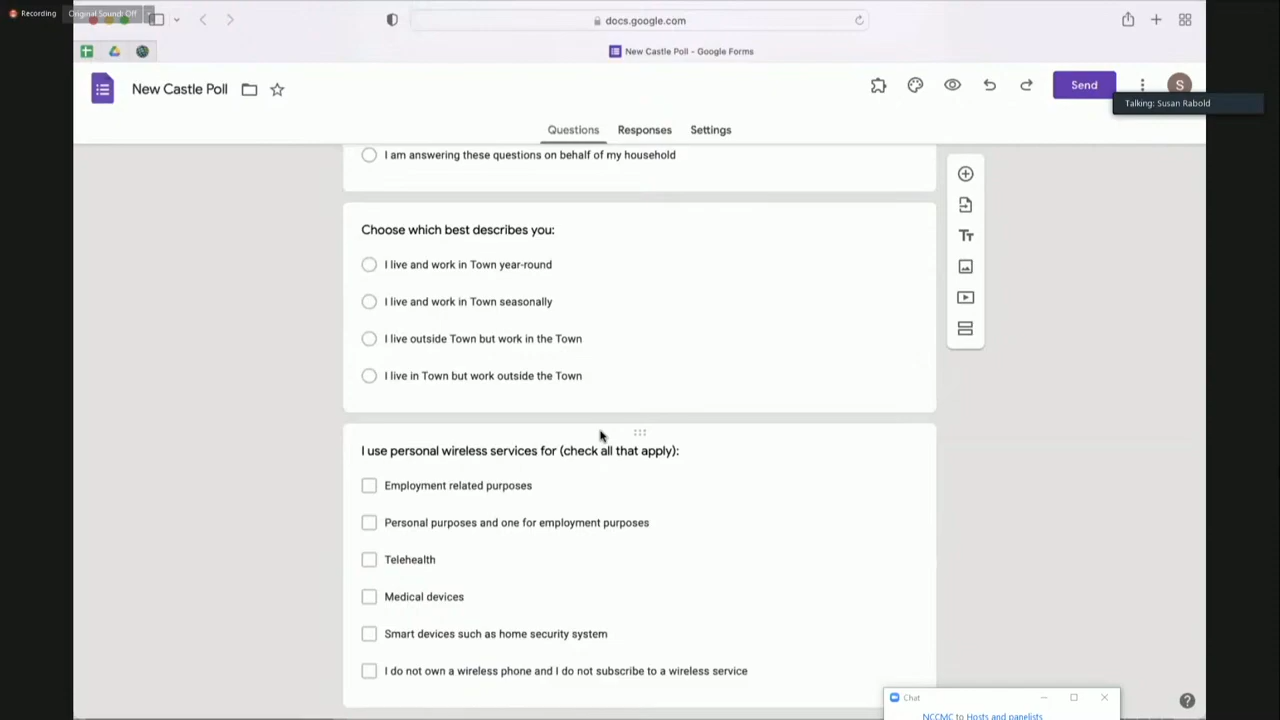 Recording
Original Sound: Off
docs.google.com
New Castle Poll - Google Forms
New Castle Poll
Send
S
Talking: Susan Rabold
Questions
Responses
Settings
I am answering these questions on behalf of my household
Choose which best describes you:
I live and work in Town year-round
I live and work in Town seasonally
I live outside Town but work in the Town
I live in Town but work outside the Town
I use personal wireless services for (check all that apply):
Employment related purposes
Personal purposes and one for employment purposes
Telehealth
Medical devices
Smart devices such as home security system
I do not own a wireless phone and I do not subscribe to a wireless service
Chat
NCCMC to Hosts and panelists